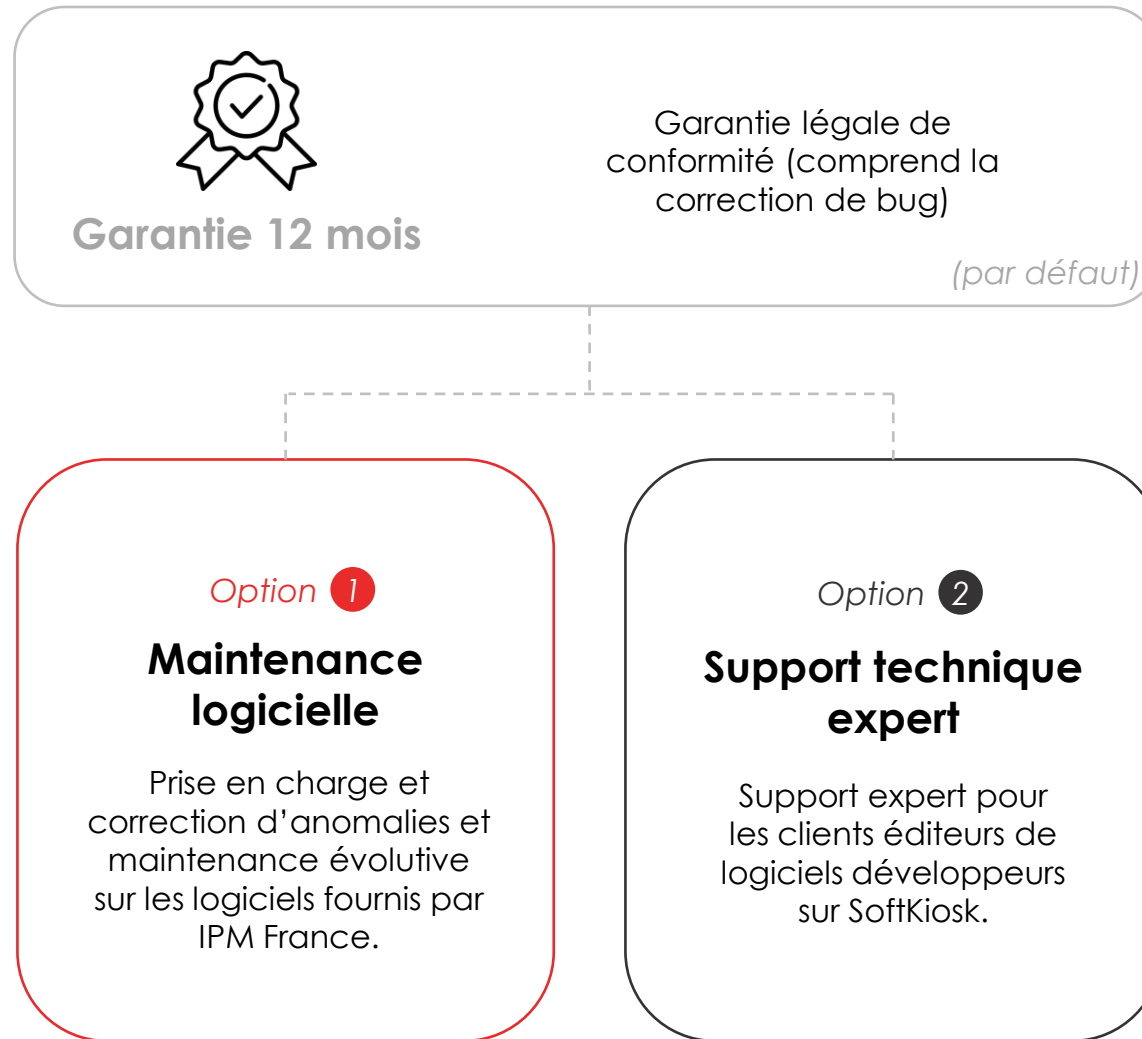 Garantie 12 mois
Garantie légale de
conformité (comprend la
correction de bug)
(par défaut)
Option 1
Maintenance
logicielle
Prise en charge et
correction d’anomalies et
maintenance évolutive
sur les logiciels fournis par
IPM France.
Option 2
Support technique
expert
Support expert pour
les clients éditeurs de
logiciels développeurs
sur SoftKiosk.